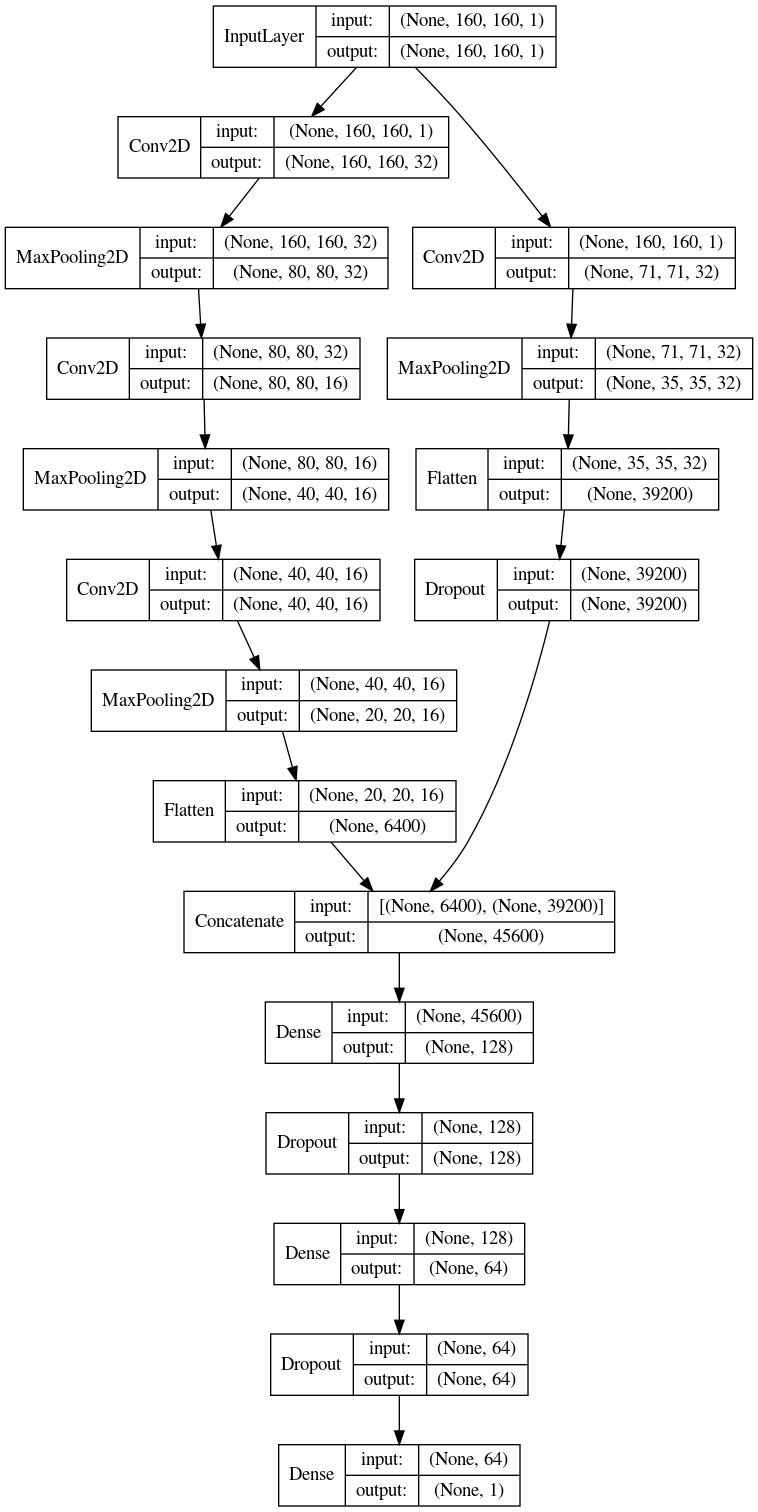 InputLayer
input: (None, 160, 160, 1)
output: (None, 160, 160, 1)
Conv2D
input: (None, 160, 160, 1)
output: (None, 160, 160, 32)
MaxPooling2D
input: (None, 160, 160, 32)
output: (None, 80, 80, 32)
Conv2D
input: (None, 160, 160, 1)
output: (None, 71, 71, 32)
Conv2D
input: (None, 80, 80, 32)
output: (None, 80, 80, 16)
MaxPooling2D
input: (None, 71, 71, 32)
output: (None, 35, 35, 32)
MaxPooling2D
input: (None, 80, 80, 16)
output: (None, 40, 40, 16)
Flatten
input: (None, 35, 35, 32)
output: (None, 39200)
Conv2D
input: (None, 40, 40, 16)
output: (None, 40, 40, 16)
Dropout
input: (None, 39200)
output: (None, 39200)
MaxPooling2D
input: (None, 40, 40, 16)
output: (None, 20, 20, 16)
Flatten
input: (None, 20, 20, 16)
output: (None, 6400)
Concatenate
input: [(None, 6400), (None, 39200)]
output: (None, 45600)
Dense
input: (None, 45600)
output: (None, 128)
Dropout
input: (None, 128)
output: (None, 128)
Dense
input: (None, 128)
output: (None, 64)
Dropout
input: (None, 64)
output: (None, 64)
Dense
input: (None, 64)
output: (None, 1)